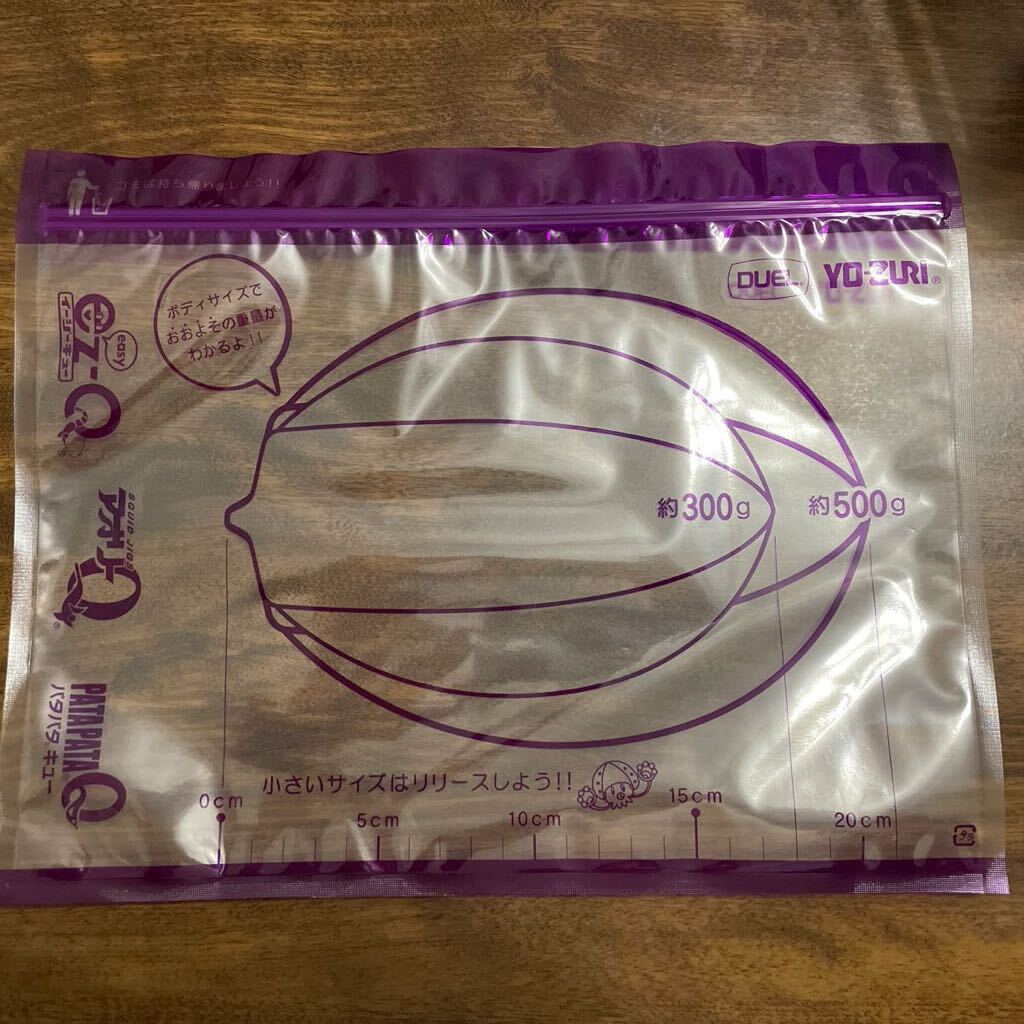 ゴミは持ち帰りましょう!!
DUEL
YO-ZURI®
ボディサイズで
おおよその重量が
わかるよ!!
easy
eZ-Q
イージーキュー
約300g
約500g
SQUID JIGS
アオリーQ
PATAPATA Q
パタパタ キュー
小さいサイズはリリースしよう!!
0cm
5cm
10cm
15cm
20cm
プラ